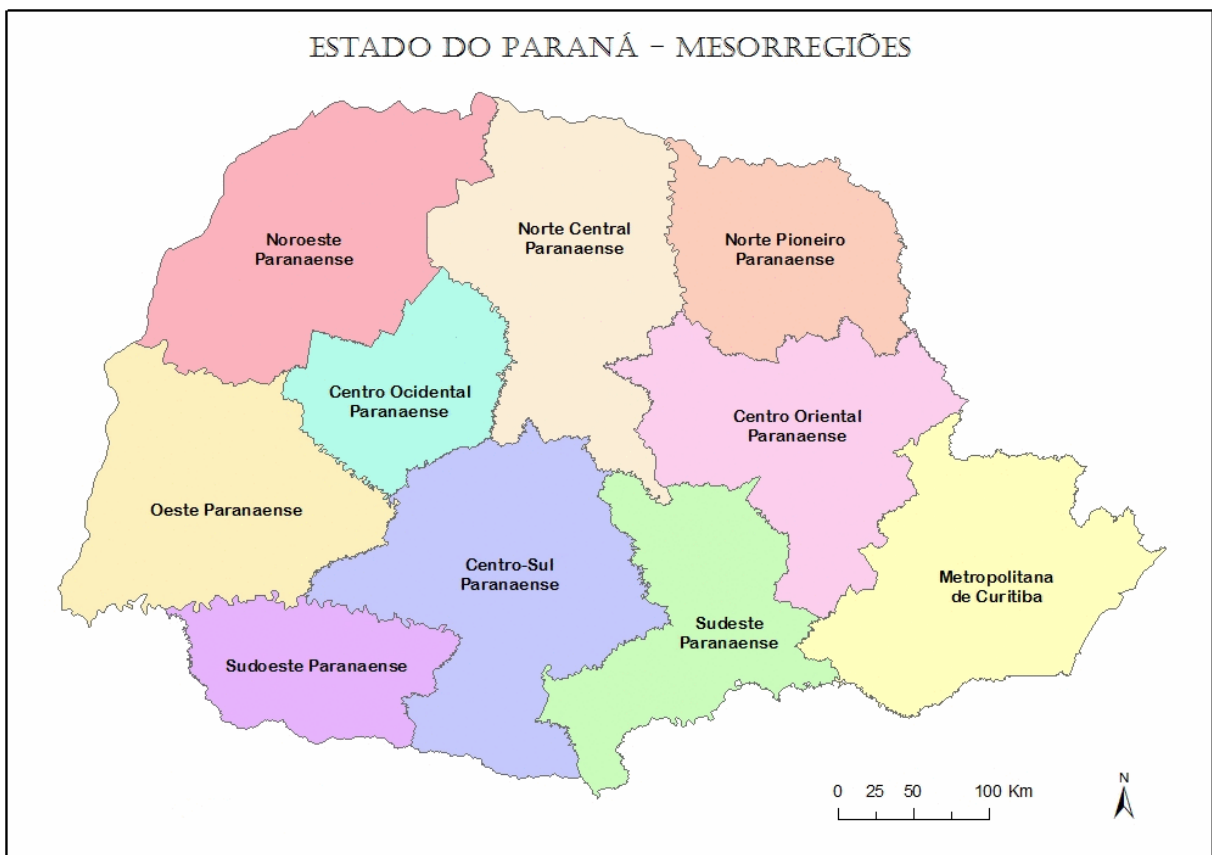 ESTADO DO PARANÁ - MESORREGIÕES
Noroeste
Paranaense
Norte Central
Paranaense
Norte Pioneiro
Paranaense
Centro Ocidental
Paranaense
Centro Oriental
Paranaense
Oeste Paranaense
Centro-Sul
Paranaense
Metropolitana
de Curitiba
Sudeste
Paranaense
Sudoeste Paranaense
N
0 25 50 100 Km